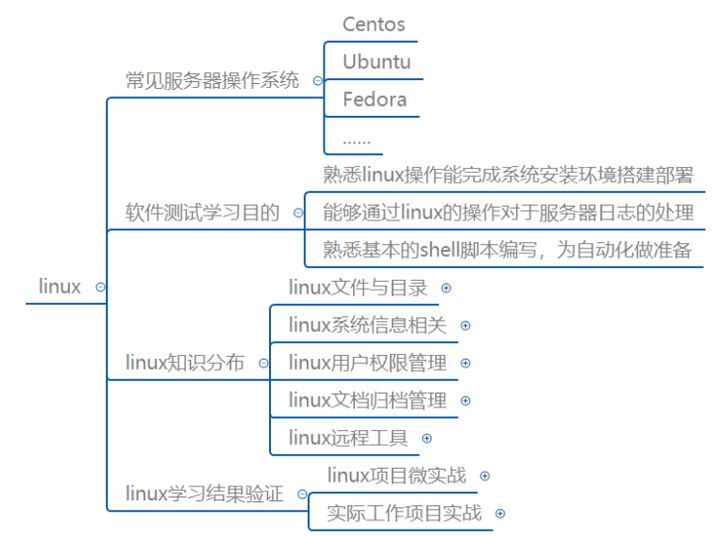 Centos
常见服务器操作系统
Ubuntu
Fedora
......
熟悉linux操作能完成系统安装环境搭建部署
软件测试学习目的
能够通过linux的操作对于服务器日志的处理
熟悉基本的shell脚本编写，为自动化做准备
linux
linux文件与目录
linux系统信息相关
linux知识分布
linux用户权限管理
linux文档归档管理
linux远程工具
linux学习结果验证
linux项目微实战
实际工作项目实战